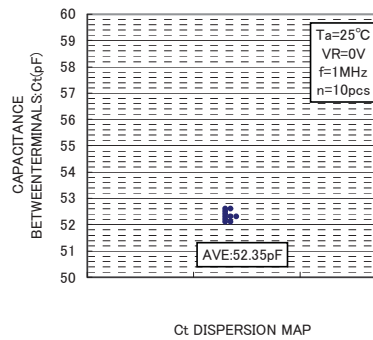 60
59
58
57
56
55
54
53
52
51
50
CAPACITANCE
BETWEENTERMINALS:Ct(pF)
Ta=25℃
VR=0V
f=1MHz
n=10pcs
AVE:52.35pF
Ct DISPERSION MAP